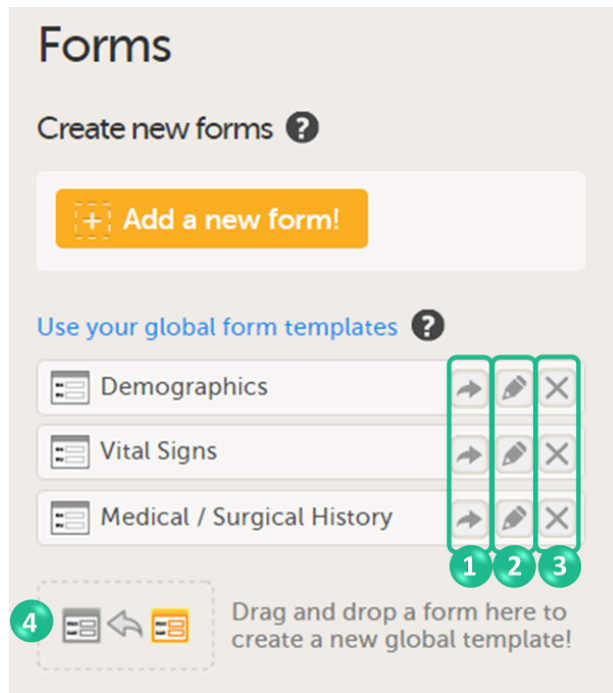 Forms
Create new forms ?
+ Add a new form!
Use your global form templates ?
Demographics
Vital Signs
Medical / Surgical History
1 2 3
4
Drag and drop a form here to
create a new global template!